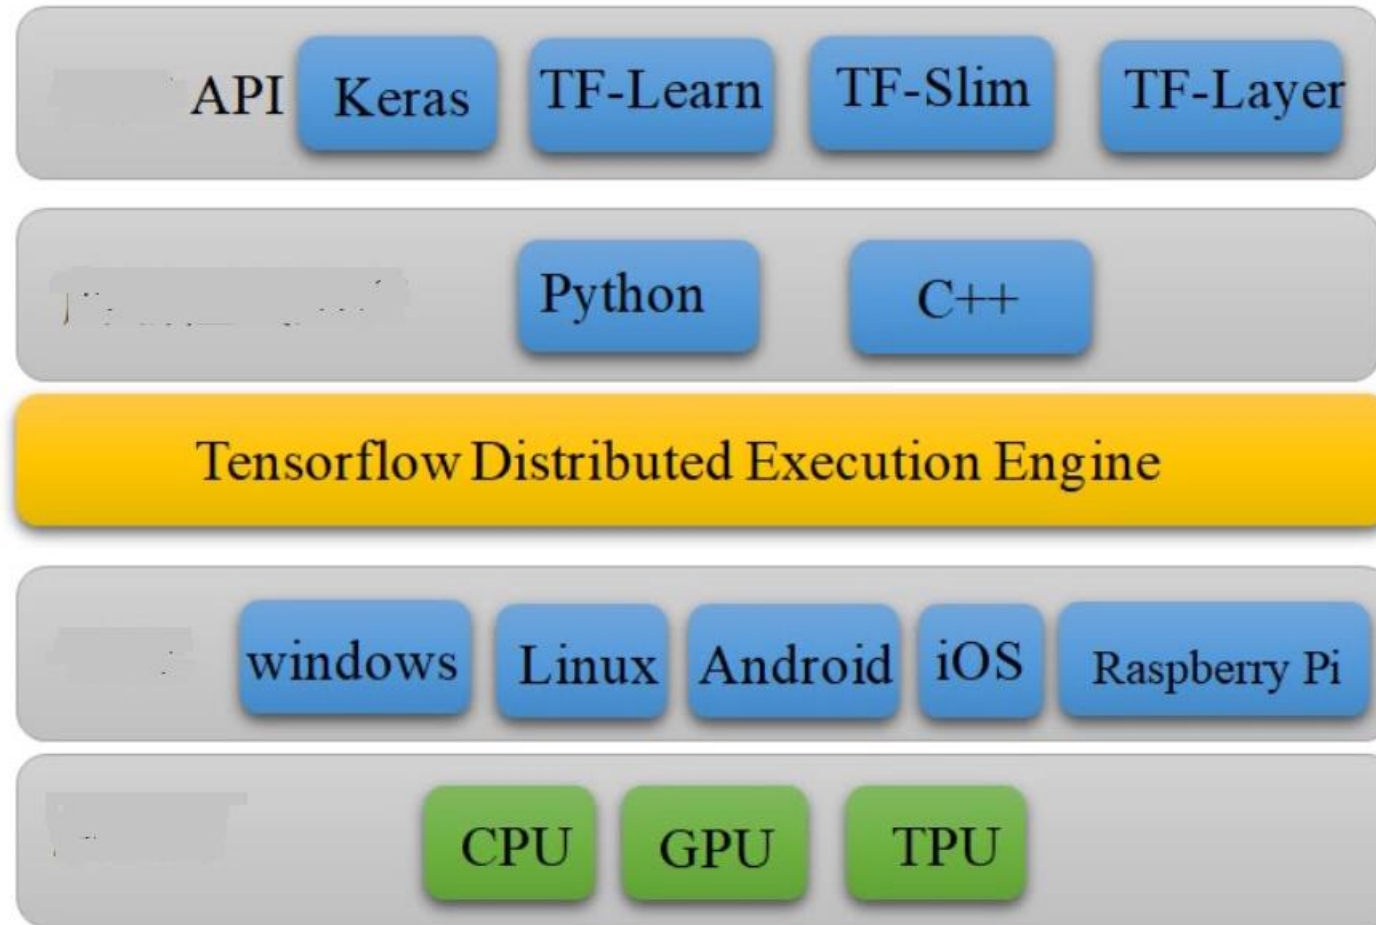 API Keras TF-Learn TF-Slim TF-Layer
Python C++
Tensorflow Distributed Execution Engine
windows Linux Android iOS Raspberry Pi
CPU GPU TPU